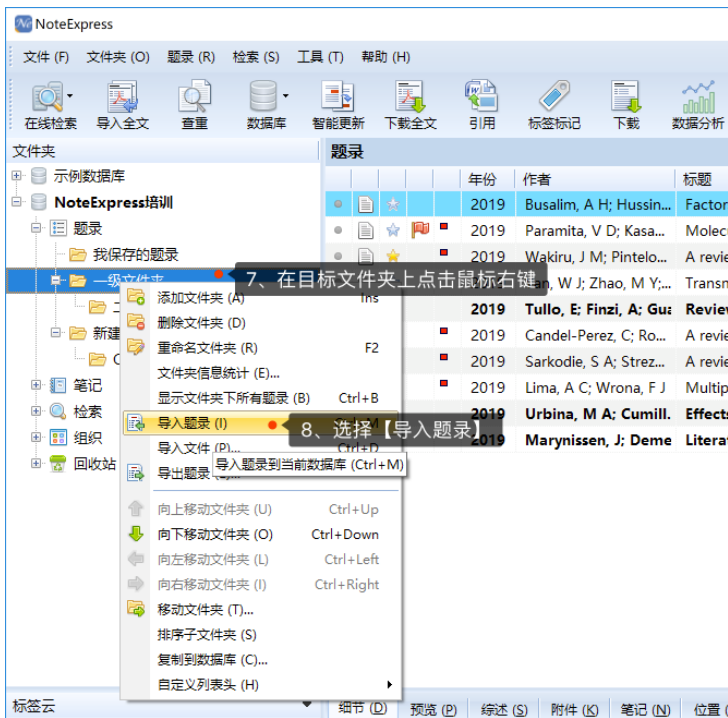 NoteExpress
文件 (F) 文件夹 (O) 题录 (R) 检索 (S) 工具 (T) 帮助 (H)
在线检索 导入全文 查重 数据库 智能更新 下载全文 引用 标签标记 下载 数据分析
文件夹 题录
年份 作者 标题
示例数据库
NoteExpress培训
2019 Busalim, A H; Hussin... Factor
题录
2019 Paramita, V D; Kasa... Molecu
我保存的题录
2019 Wakiru, J M; Pintelo... A revie
一级文件夹
7、在目标文件夹上点击鼠标右键
W J; Zhao, M Y;... Transn
添加文件夹 (A) Ins
2019 Tullo, E; Finzi, A; Gua Review
删除文件夹 (D)
新建
2019 Candel-Perez, C; Ro... A revie
重命名文件夹 (R) F2
2019 Sarkodie, S A; Strez... A revie
文件夹信息统计 (E)...
笔记
2019 Lima, A C; Wrona, F J Multip
显示文件夹下所有题录 (B) Ctrl+B
检索
2019 Urbina, M A; Cumill. Effects
导入题录 (I)
8、选择【导入题录】
组织
2019 Marynissen, J; Deme Literat
导入文件 (P)... Ctrl+D
回收站
导入题录到当前数据库 (Ctrl+M)
导出题录
向上移动文件夹 (U) Ctrl+Up
向下移动文件夹 (O) Ctrl+Down
向左移动文件夹 (L) Ctrl+Left
向右移动文件夹 (I) Ctrl+Right
移动文件夹 (T)...
排序子文件夹 (S)
复制到数据库 (C)...
自定义列表头 (H)
标签云
细节 (D) 预览 (P) 综述 (S) 附件 (K) 笔记 (N) 位置 (